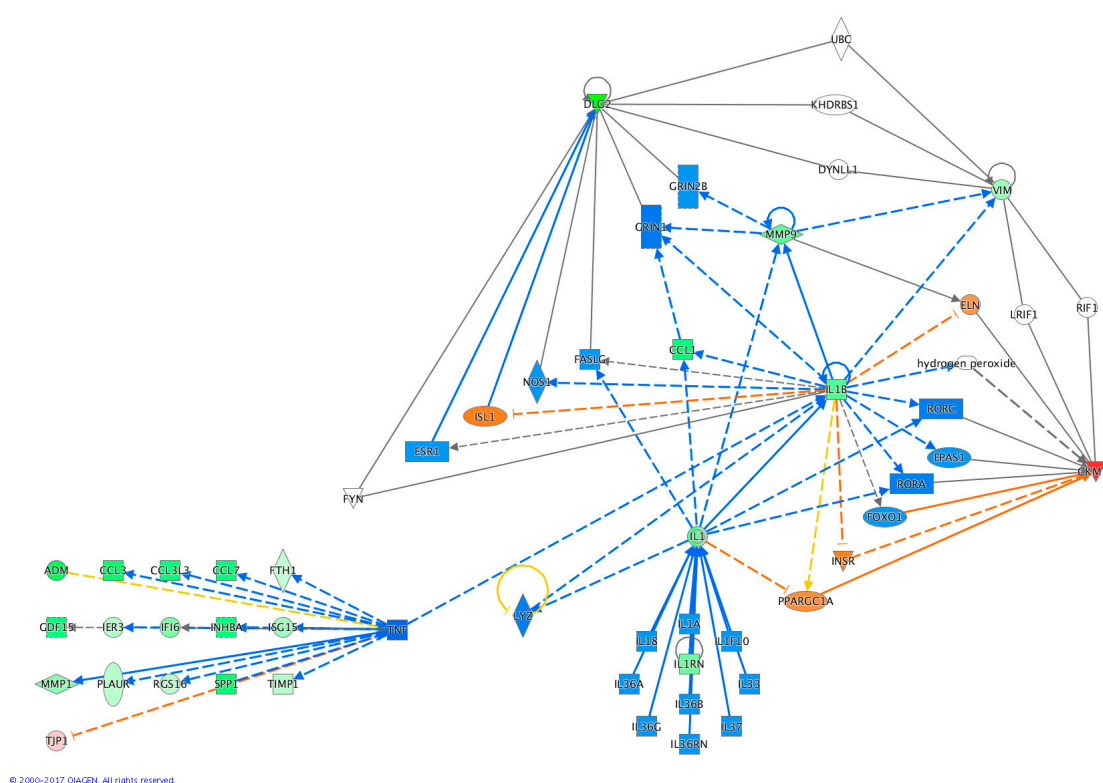 UBC
DLG2
KHDRBS1
DYNLL1
GRIN2B
VIM
GRIN1
MMP9
ELN
RIF1
LRIF1
CCL1
FASLG
hydrogen peroxide
NOS1
IL1B
RORC
ISL1
ESR1
EPAS1
CKM
RORA
FYN
FOXO1
IL1
INSR
ADM
CCL3
CCL3L3
CCL7
FTH1
PPARGC1A
LYZ
GDF15
IER3
IFI6
INHBA
ISG15
TNF
IL1A
IL18
IL1F10
IL1RN
MMP1
PLAUR
RGS16
SPP1
TIMP1
IL36A
IL33
IL36B
IL36G
IL37
TJP1
IL36RN
© 2000-2017 QIAGEN. All rights reserved.